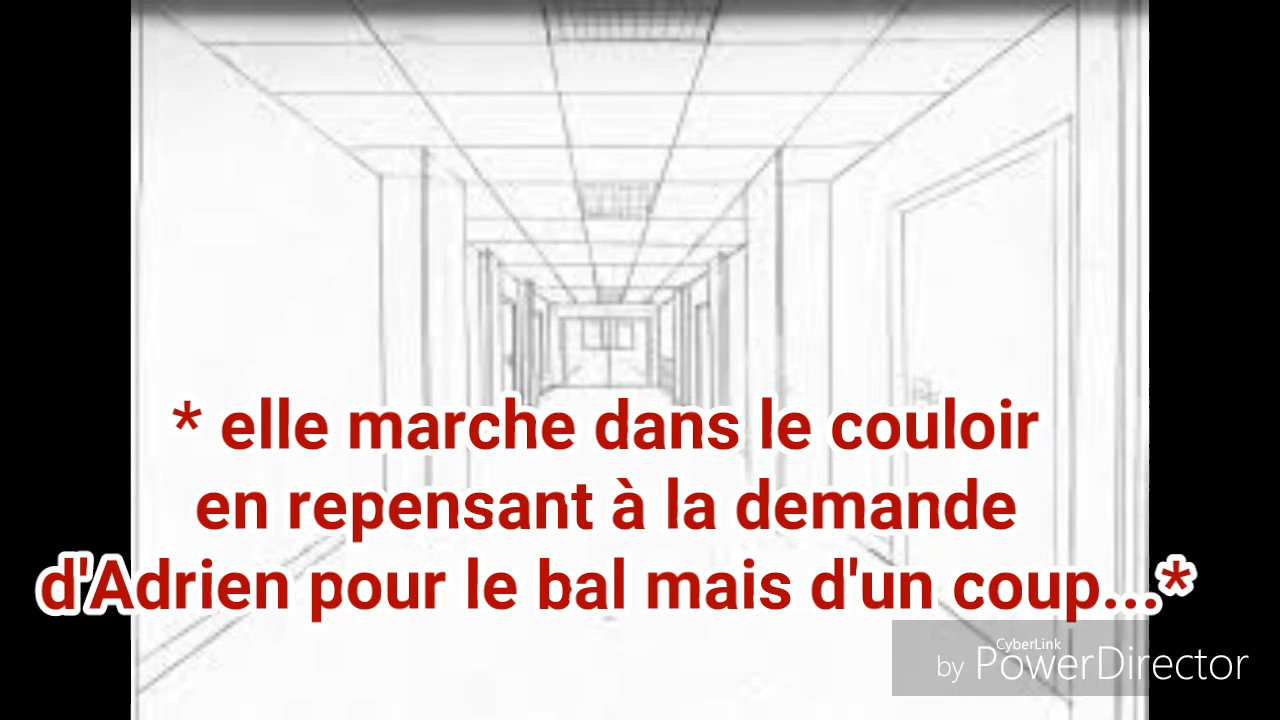 * elle marche dans le couloir
en repensant à la demande
d'Adrien pour le bal mais d'un coup...*
CyberLink
by PowerDirector